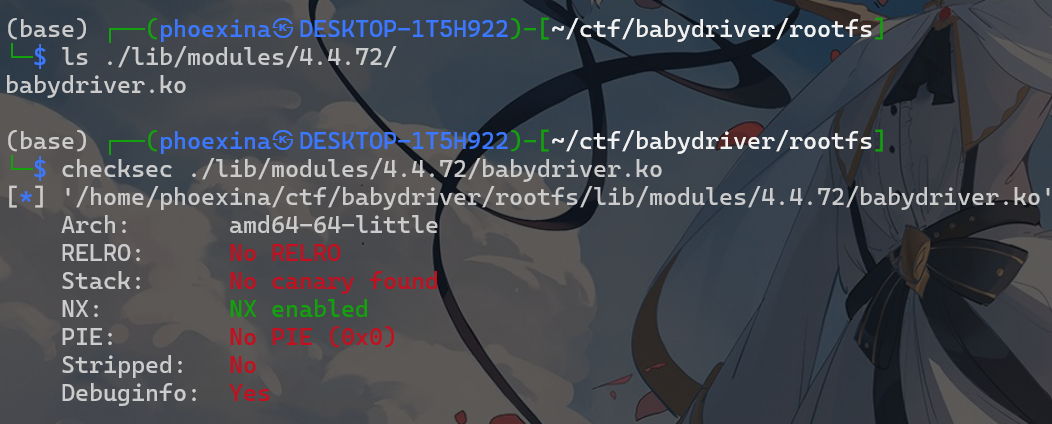 (base) ┌──(phoexina㉿DESKTOP-1T5H922)-[~/ctf/babydriver/rootfs]
└─$ ls ./lib/modules/4.4.72/
babydriver.ko
(base) ┌──(phoexina㉿DESKTOP-1T5H922)-[~/ctf/babydriver/rootfs]
└─$ checksec ./lib/modules/4.4.72/babydriver.ko
[*] '/home/phoexina/ctf/babydriver/rootfs/lib/modules/4.4.72/babydriver.ko'
Arch: amd64-64-little
RELRO: No RELRO
Stack: No canary found
NX: NX enabled
PIE: No PIE (0x0)
Stripped: No
Debuginfo: Yes